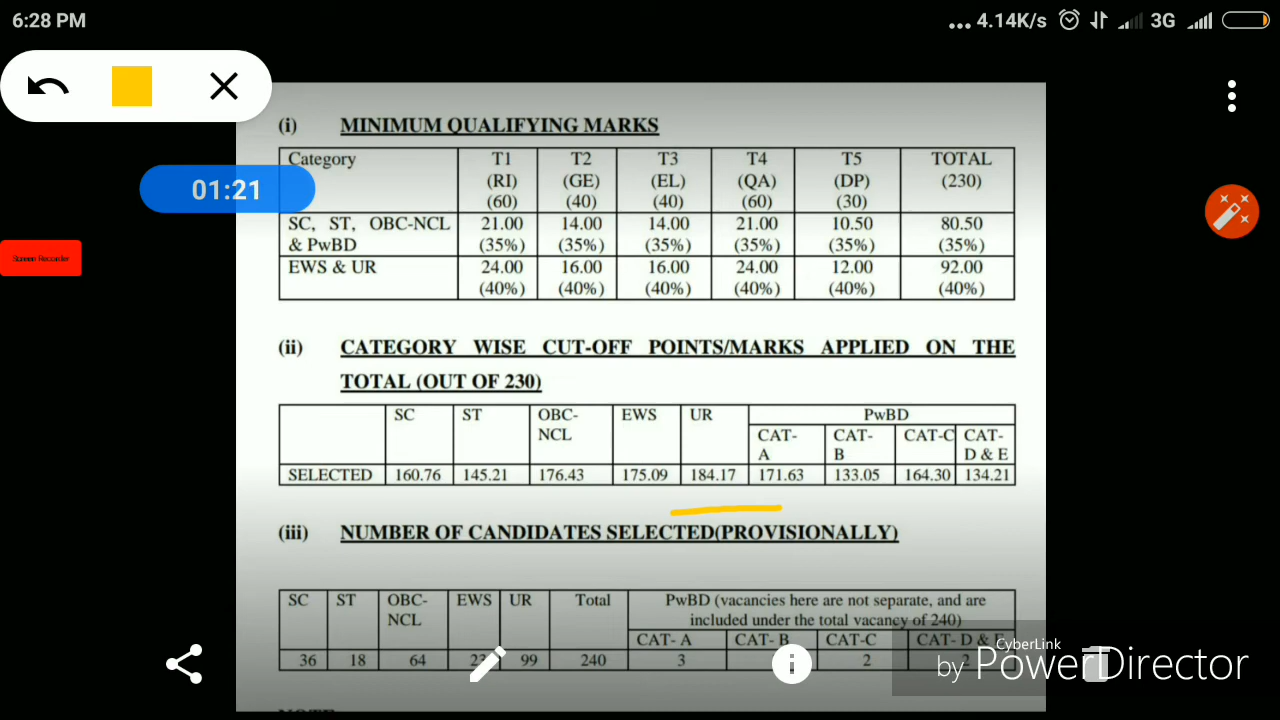 6:28 PM
... 4.14K/s 3G
01:21
Screen Recorder
(i) MINIMUM QUALIFYING MARKS
Category T1 T2 T3 T4 T5 TOTAL
(RI) (GE) (EL) (QA) (DP) (230)
(60) (40) (40) (60) (30)
SC, ST, OBC-NCL 21.00 14.00 14.00 21.00 10.50 80.50
& PwBD (35%) (35%) (35%) (35%) (35%) (35%)
EWS & UR 24.00 16.00 16.00 24.00 12.00 92.00
(40%) (40%) (40%) (40%) (40%) (40%)
(ii) CATEGORY WISE CUT-OFF POINTS/MARKS APPLIED ON THE
TOTAL (OUT OF 230)
SC ST OBC- EWS UR PwBD
NCL CAT- CAT- CAT-C CAT-
A B D & E
SELECTED 160.76 145.21 176.43 175.09 184.17 171.63 133.05 164.30 134.21
(iii) NUMBER OF CANDIDATES SELECTED(PROVISIONALLY)
SC ST OBC- EWS UR Total PwBD (vacancies here are not separate, and are
NCL included under the total vacancy of 240)
CAT- A CAT- B CAT-C CAT- D & E
36 18 64 23 99 240 3 2 2
CyberLink
by PowerDirector